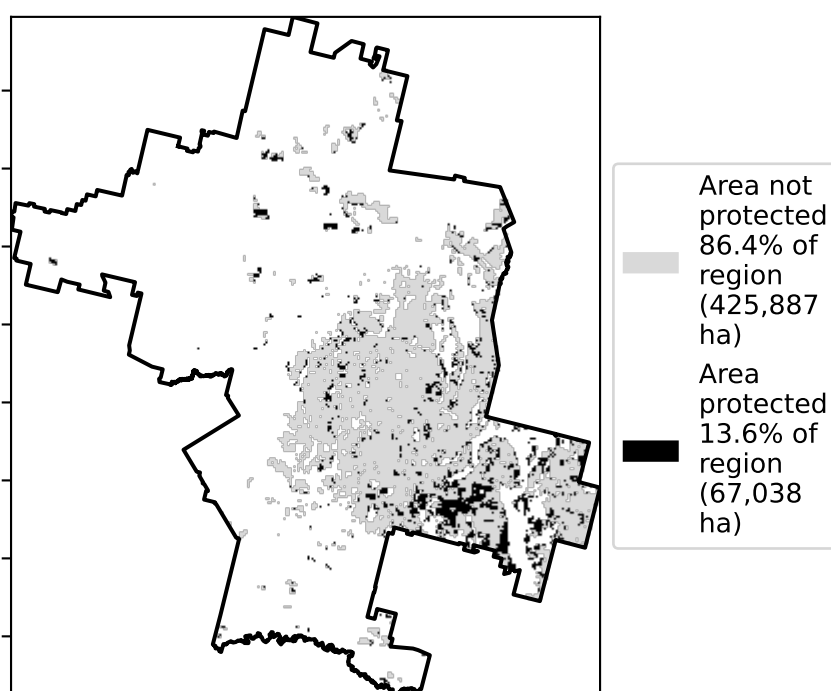 Area not
protected
86.4% of
region
(425,887
ha)
Area
protected
13.6% of
region
(67,038
ha)